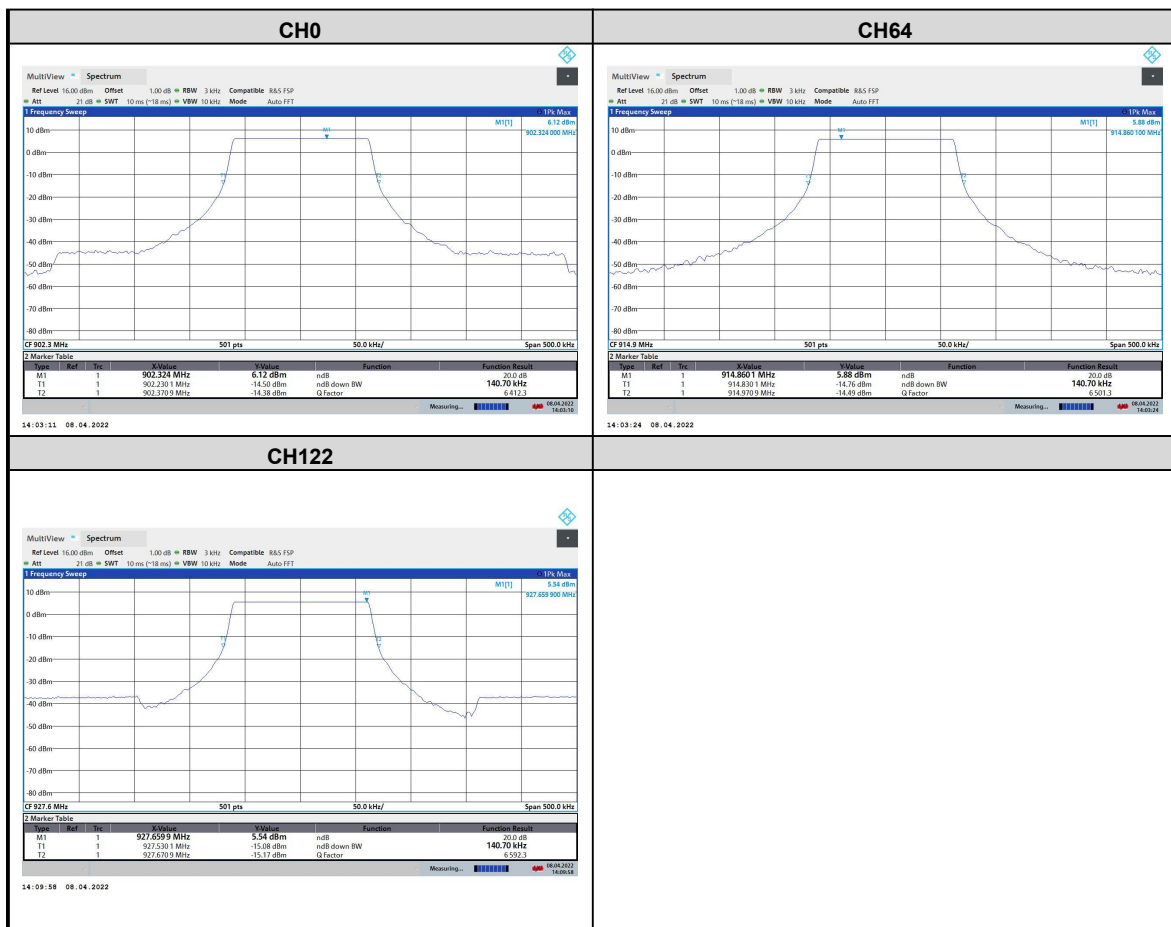 CH0
CH64
MultiView Spectrum
Ref Level 16.00 dBm Offset 1.00 dB RBW 3 kHz Compatible R&S FSP
Att 21 dB SWT 10 ms (~18 ms) VBW 10 kHz Mode Auto FFT
1 Frequency Sweep 1Pk Max
M1[1] 6.12 dBm
902.324 000 MHz
10 dBm
M1
0 dBm
-10 dBm
T1 T2
-20 dBm
-30 dBm
-40 dBm
-50 dBm
-60 dBm
-70 dBm
-80 dBm
CF 902.3 MHz 501 pts 50.0 kHz/ Span 500.0 kHz
2 Marker Table
Type Ref Trc X-Value Y-Value Function Function Result
M1 1 902.324 MHz 6.12 dBm ndB 20.0 dB
T1 1 902.230 1 MHz -14.50 dBm ndB down BW 140.70 kHz
T2 1 902.370 9 MHz -14.38 dBm Q Factor 6 412.3
Measuring... 08.04.2022
14:03:10
14:03:11 08.04.2022
MultiView Spectrum
Ref Level 16.00 dBm Offset 1.00 dB RBW 3 kHz Compatible R&S FSP
Att 21 dB SWT 10 ms (~18 ms) VBW 10 kHz Mode Auto FFT
1 Frequency Sweep 1Pk Max
M1[1] 5.88 dBm
914.860 100 MHz
10 dBm
M1
0 dBm
-10 dBm
T1 T2
-20 dBm
-30 dBm
-40 dBm
-50 dBm
-60 dBm
-70 dBm
-80 dBm
CF 914.9 MHz 501 pts 50.0 kHz/ Span 500.0 kHz
2 Marker Table
Type Ref Trc X-Value Y-Value Function Function Result
M1 1 914.860 1 MHz 5.88 dBm ndB 20.0 dB
T1 1 914.830 1 MHz -14.76 dBm ndB down BW 140.70 kHz
T2 1 914.970 9 MHz -14.49 dBm Q Factor 6 501.3
Measuring... 08.04.2022
14:03:24
14:03:24 08.04.2022
CH122
MultiView Spectrum
Ref Level 16.00 dBm Offset 1.00 dB RBW 3 kHz Compatible R&S FSP
Att 21 dB SWT 10 ms (~18 ms) VBW 10 kHz Mode Auto FFT
1 Frequency Sweep 1Pk Max
M1[1] 5.54 dBm
927.659 900 MHz
10 dBm
M1
0 dBm
-10 dBm
T1 T2
-20 dBm
-30 dBm
-40 dBm
-50 dBm
-60 dBm
-70 dBm
-80 dBm
CF 927.6 MHz 501 pts 50.0 kHz/ Span 500.0 kHz
2 Marker Table
Type Ref Trc X-Value Y-Value Function Function Result
M1 1 927.659 9 MHz 5.54 dBm ndB 20.0 dB
T1 1 927.530 1 MHz -15.08 dBm ndB down BW 140.70 kHz
T2 1 927.670 9 MHz -15.17 dBm Q Factor 6 592.3
Measuring... 08.04.2022
14:09:58
14:09:58 08.04.2022